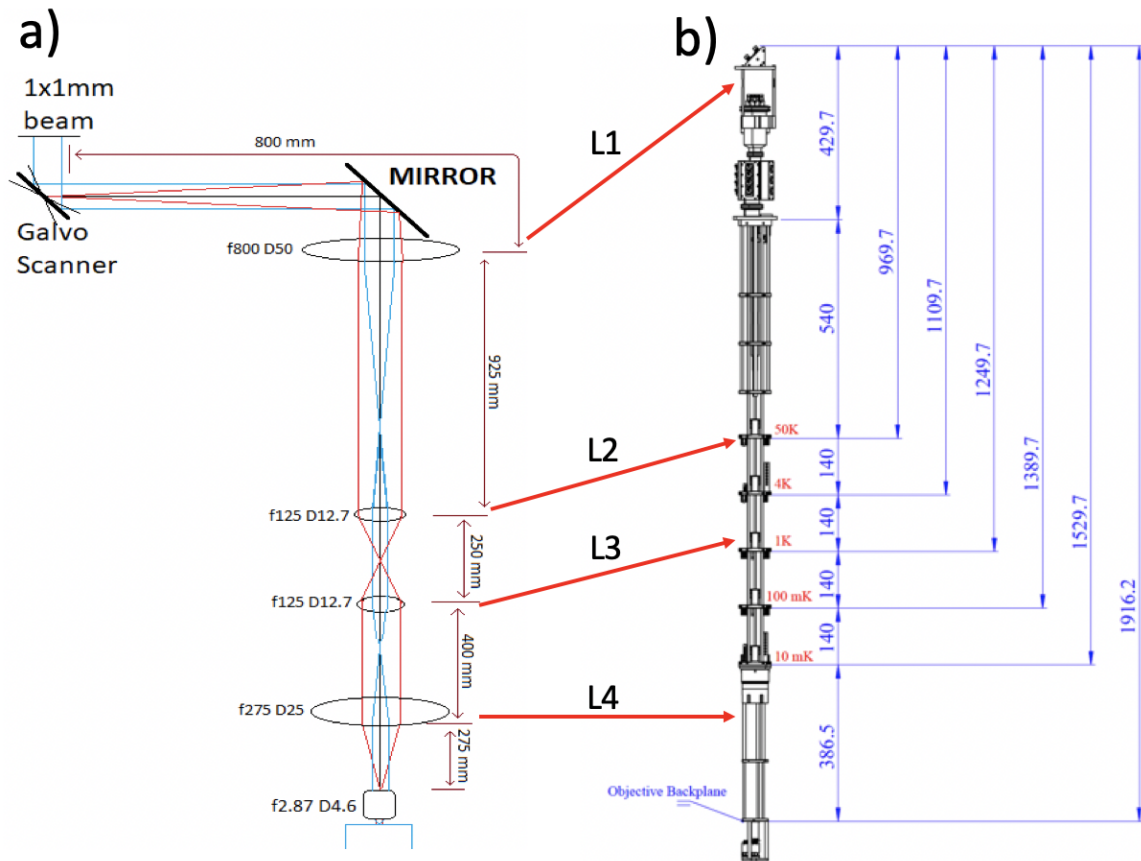 a)
1x1mm
beam
800 mm
MIRROR
Galvo
Scanner
f800 D50
925 mm
f125 D12.7
250 mm
f125 D12.7
400 mm
f275 D25
275 mm
f2.87 D4.6
L1
L2
L3
L4
b)
429.7
969.7
1109.7
540
1249.7
1389.7
50K
140
4K
1529.7
140
1K
1916.2
140
100 mK
140
10 mK
386.5
Objective Backplane